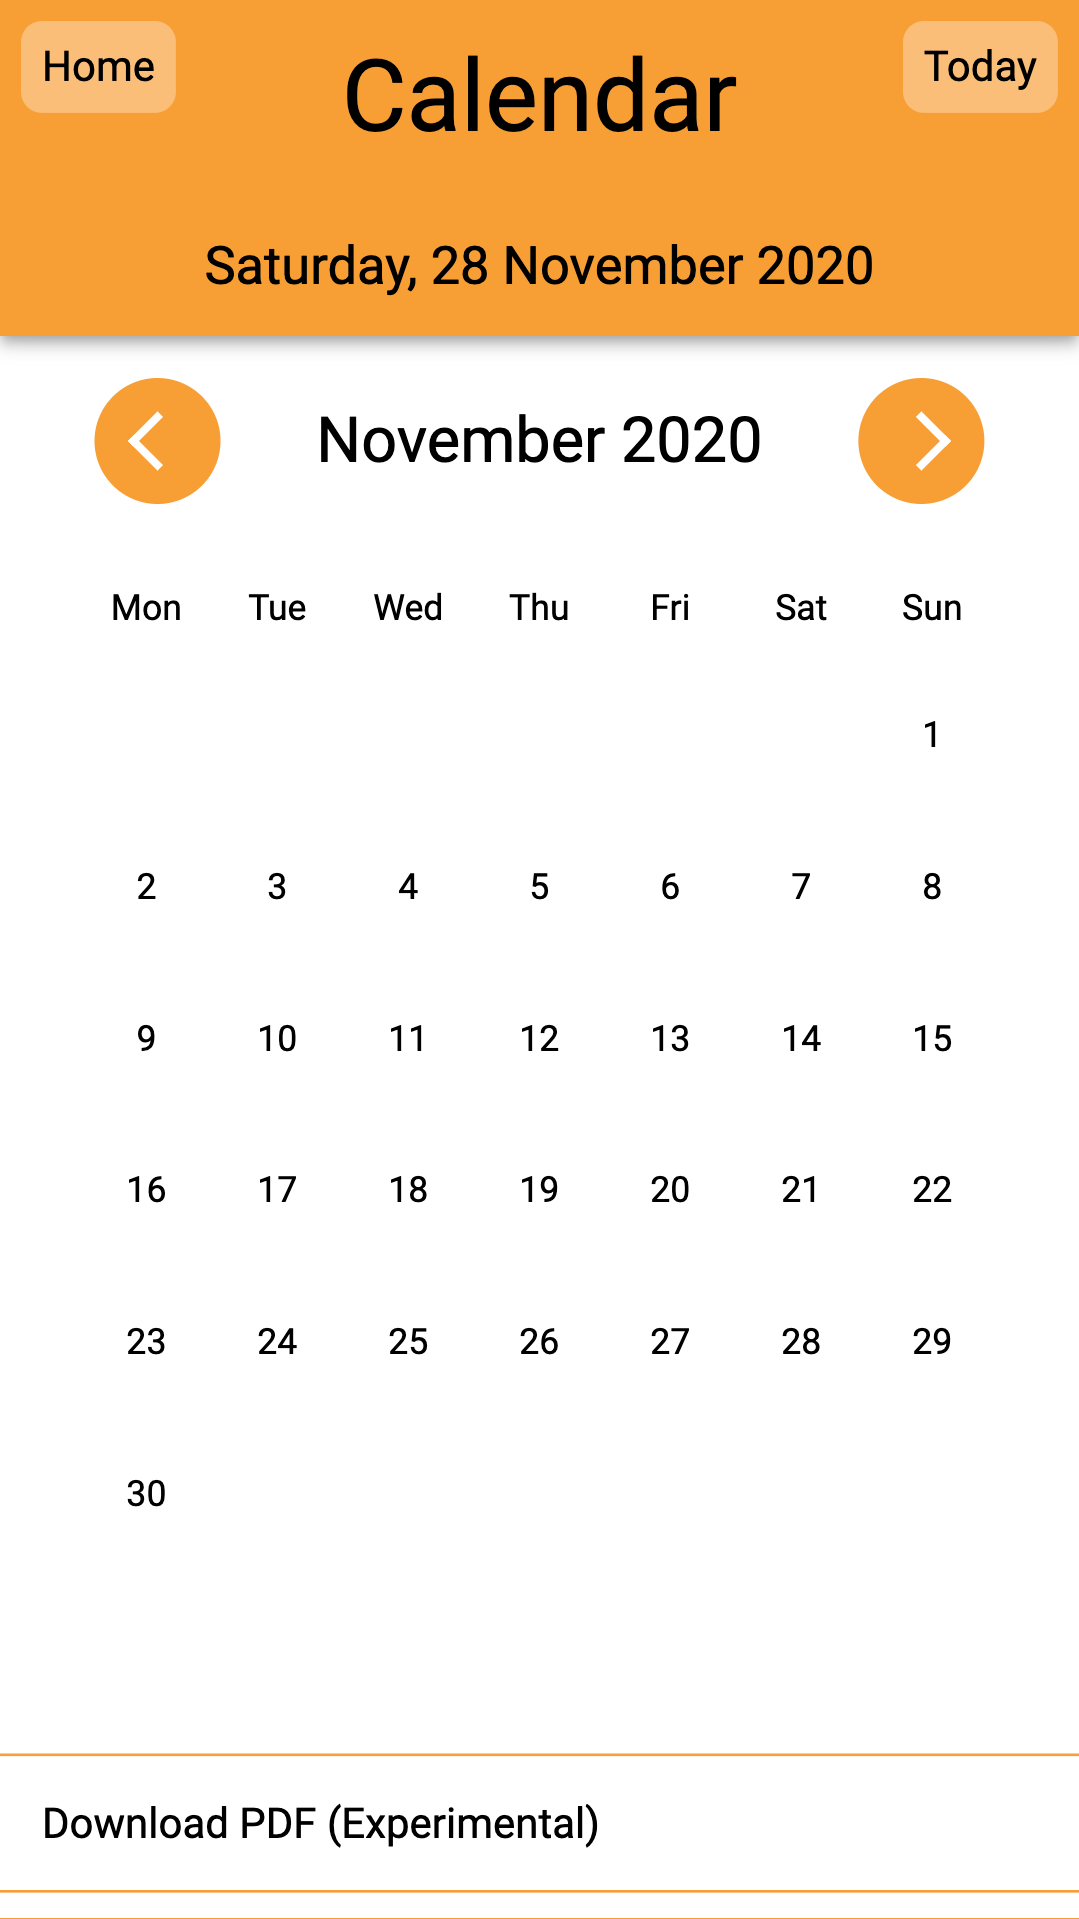 Home
Calendar
Today
Saturday, 28 November 2020
November 2020
Mon Tue Wed Thu Fri Sat Sun
1
2 3 4 5 6 7 8
9 10 11 12 13 14 15
16 17 18 19 20 21 22
23 24 25 26 27 28 29
30
Download PDF (Experimental)